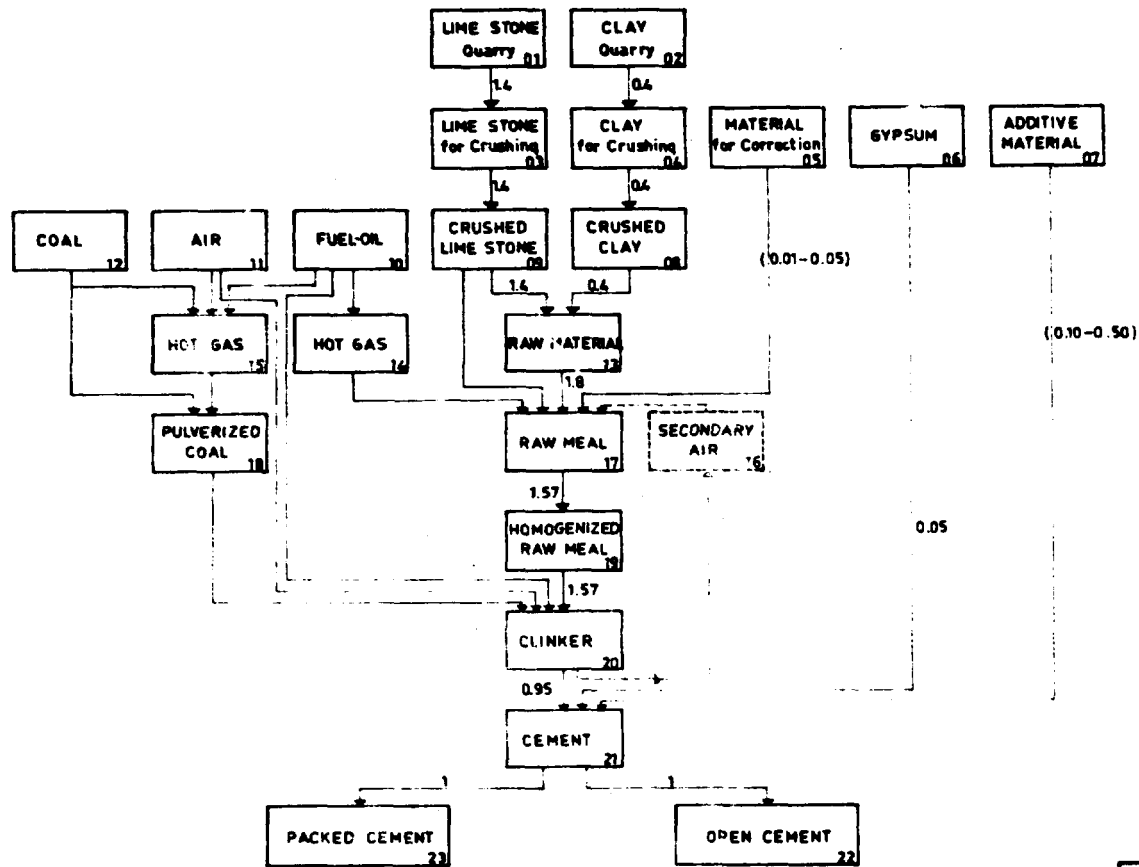 LIME STONE
Quarry
01
CLAY
Quarry
02
1.4
0.4
LIME STONE
for Crushing
03
CLAY
for Crushing
04
MATERIAL
for Correction
05
GYPSUM
06
ADDITIVE
MATERIAL
07
1.4
0.4
COAL
12
AIR
11
FUEL-OIL
10
CRUSHED
LIME STONE
09
CRUSHED
CLAY
08
(0.01-0.05)
1.4
0.4
HOT GAS
15
HOT GAS
14
RAW MATERIAL
13
(0.10-0.50)
1.8
PULVERIZED
COAL
18
RAW MEAL
17
SECONDARY
AIR
16
1.57
HOMOGENIZED
RAW MEAL
19
0.05
1.57
CLINKER
20
0.95
CEMENT
21
1
1
PACKED CEMENT
23
OPEN CEMENT
22